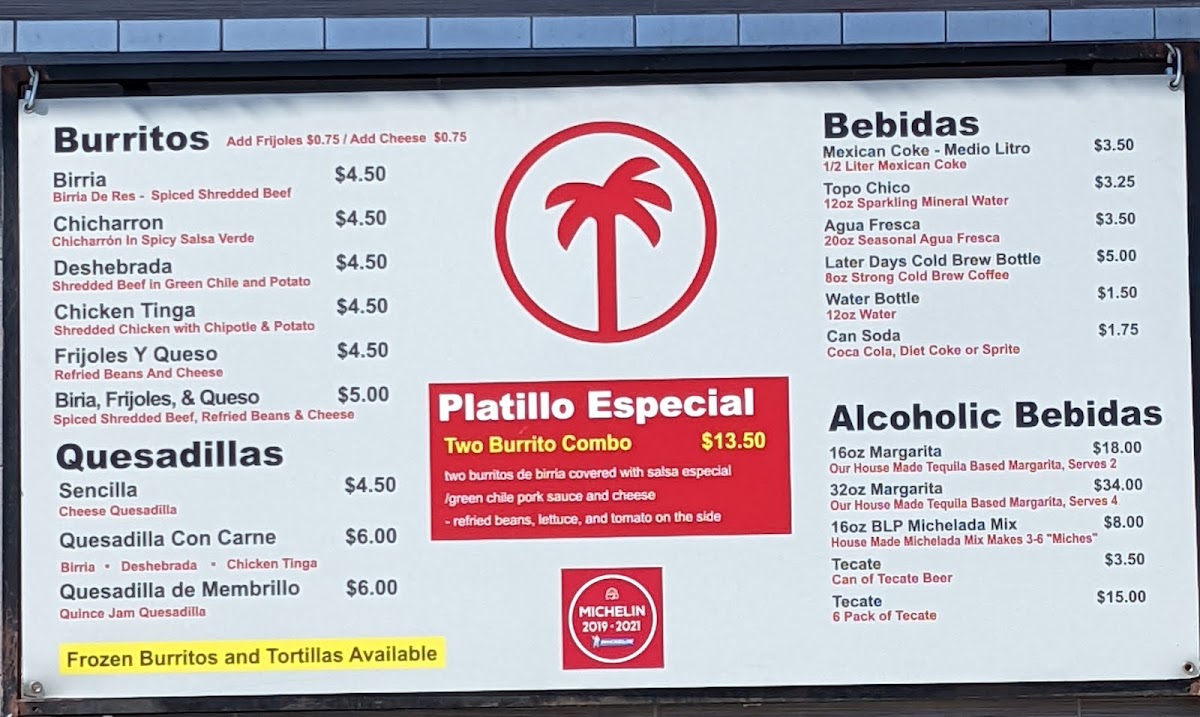 Burritos Add Frijoles $0.75 / Add Cheese $0.75
Birria $4.50
Birria De Res - Spiced Shredded Beef
Chicharron $4.50
Chicharrón In Spicy Salsa Verde
Deshebrada $4.50
Shredded Beef in Green Chile and Potato
Chicken Tinga $4.50
Shredded Chicken with Chipotle & Potato
Frijoles Y Queso $4.50
Refried Beans And Cheese
Biria, Frijoles, & Queso $5.00
Spiced Shredded Beef, Refried Beans & Cheese
Quesadillas
Sencilla $4.50
Cheese Quesadilla
Quesadilla Con Carne $6.00
Birria • Deshebrada • Chicken Tinga
Quesadilla de Membrillo $6.00
Quince Jam Quesadilla
Frozen Burritos and Tortillas Available
Platillo Especial
Two Burrito Combo $13.50
two burritos de birria covered with salsa especial
/green chile pork sauce and cheese
- refried beans, lettuce, and tomato on the side
MICHELIN
2019 - 2021
MICHELIN
Bebidas
Mexican Coke - Medio Litro $3.50
1/2 Liter Mexican Coke
Topo Chico $3.25
12oz Sparkling Mineral Water
Agua Fresca $3.50
20oz Seasonal Agua Fresca
Later Days Cold Brew Bottle $5.00
8oz Strong Cold Brew Coffee
Water Bottle $1.50
12oz Water
Can Soda $1.75
Coca Cola, Diet Coke or Sprite
Alcoholic Bebidas
16oz Margarita $18.00
Our House Made Tequila Based Margarita, Serves 2
32oz Margarita $34.00
Our House Made Tequila Based Margarita, Serves 4
16oz BLP Michelada Mix $8.00
House Made Michelada Mix Makes 3-6 "Miches"
Tecate $3.50
Can of Tecate Beer
Tecate $15.00
6 Pack of Tecate